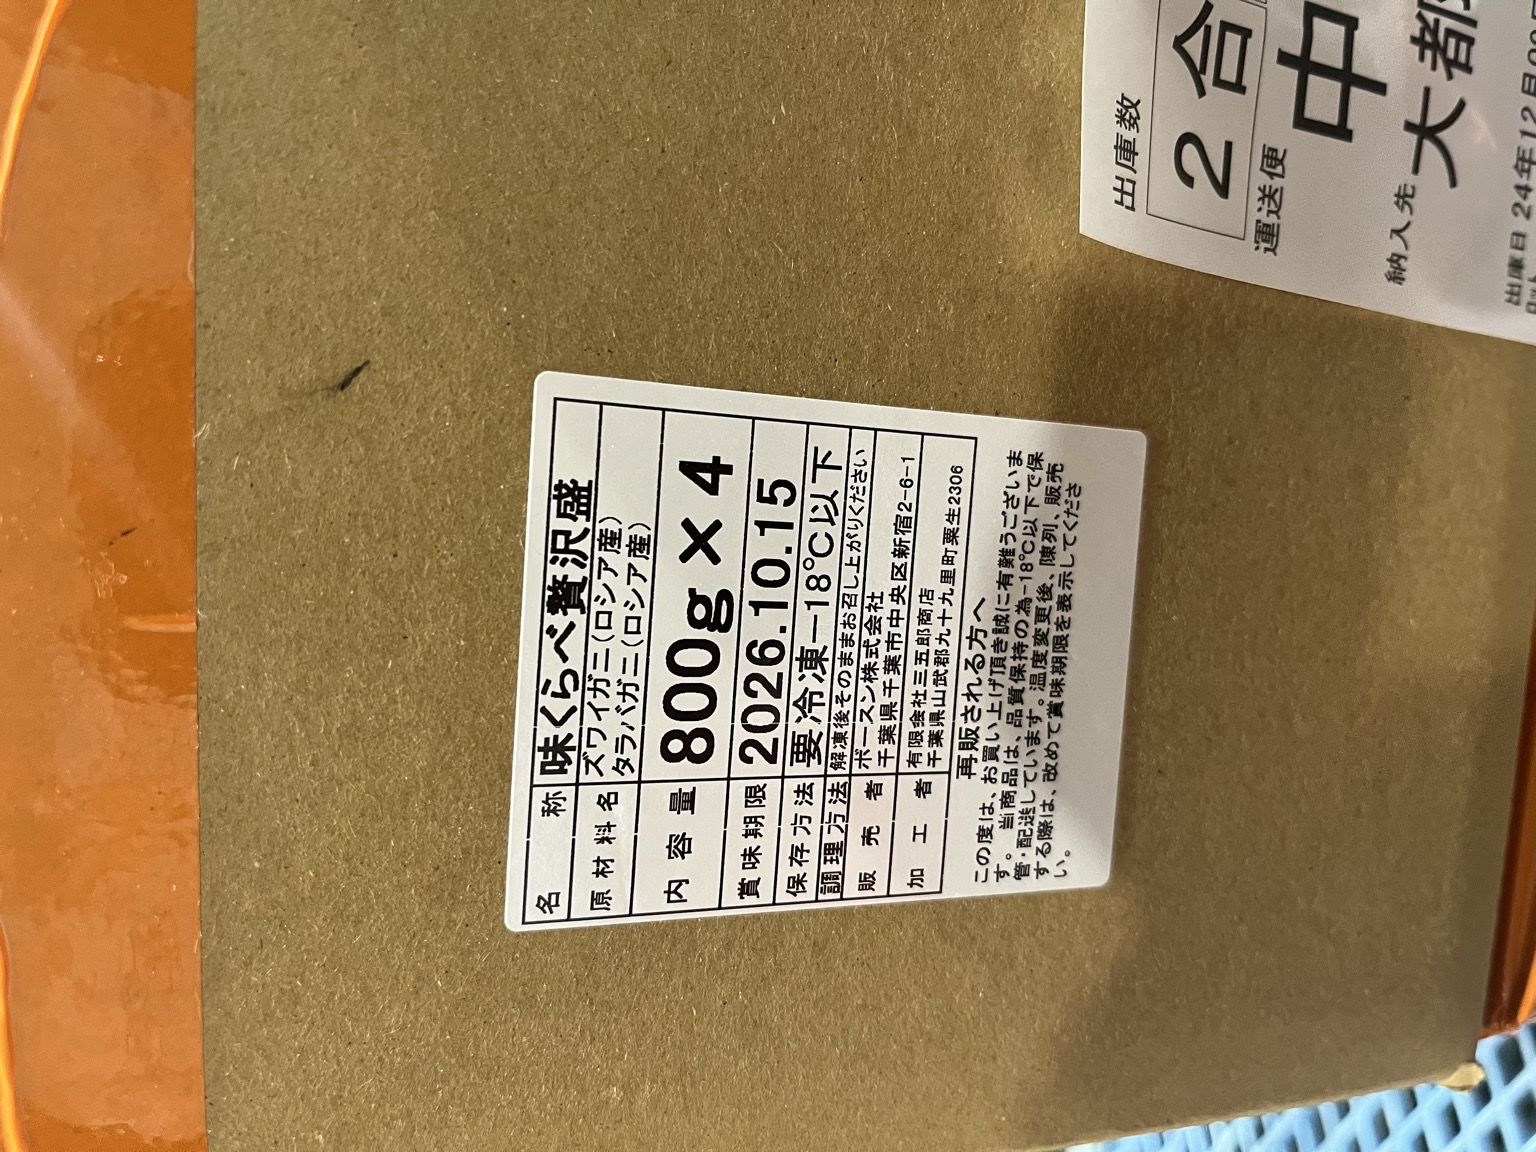 名称 味くらべ贅沢盛
原材料名 ズワイガニ(ロシア産)
タラバガニ(ロシア産)
内容量 800g×4
賞味期限 2026.10.15
保存方法 要冷凍−18℃以下
調理方法 解凍後そのままお召し上がりください
販売者 ボースン株式会社
千葉県千葉市中央区新宿2-6-1
加工者 有限会社三五郎商店
千葉県山武郡九十九里町粟生2306
再販される方へ
この度は、お買い上げ頂き誠に有難うございま
す。当商品は、品質保持の為-18℃以下で保
管・配送しています。温度変更後、陳列、販売
する際は、改めて賞味期限を表示してくださ
い。
出庫数
2合
運送便
中
納入先
大都
出庫日 24年12月